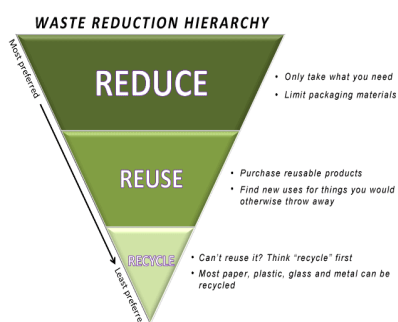 WASTE REDUCTION HIERARCHY
Most preferred
REDUCE
• Only take what you need
• Limit packaging materials
REUSE
• Purchase reusable products
• Find new uses for things you would
otherwise throw away
RECYCLE
• Can't reuse it? Think "recycle" first
• Most paper, plastic, glass and metal can be
recycled
Least preferre